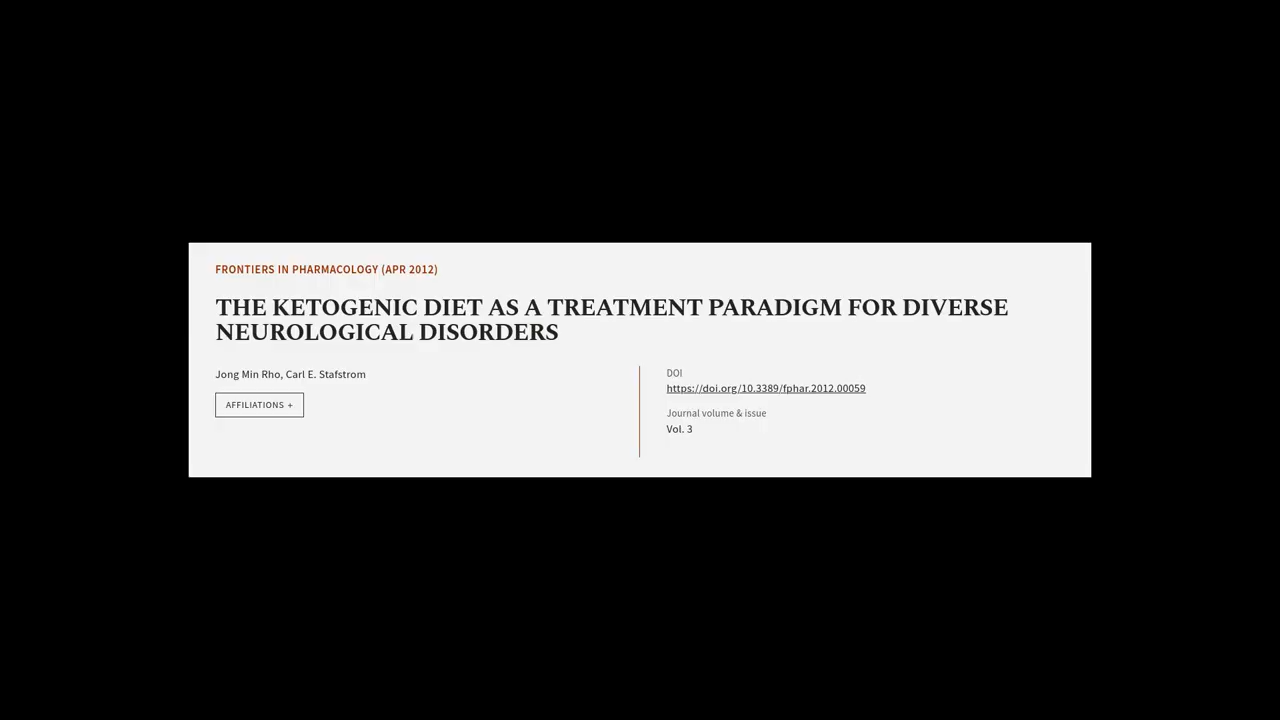 FRONTIERS IN PHARMACOLOGY (APR 2012)
THE KETOGENIC DIET AS A TREATMENT PARADIGM FOR DIVERSE
NEUROLOGICAL DISORDERS
Jong Min Rho, Carl E. Stafstrom
AFFILIATIONS +
DOI
https://doi.org/10.3389/fphar.2012.00059
Journal volume & issue
Vol. 3